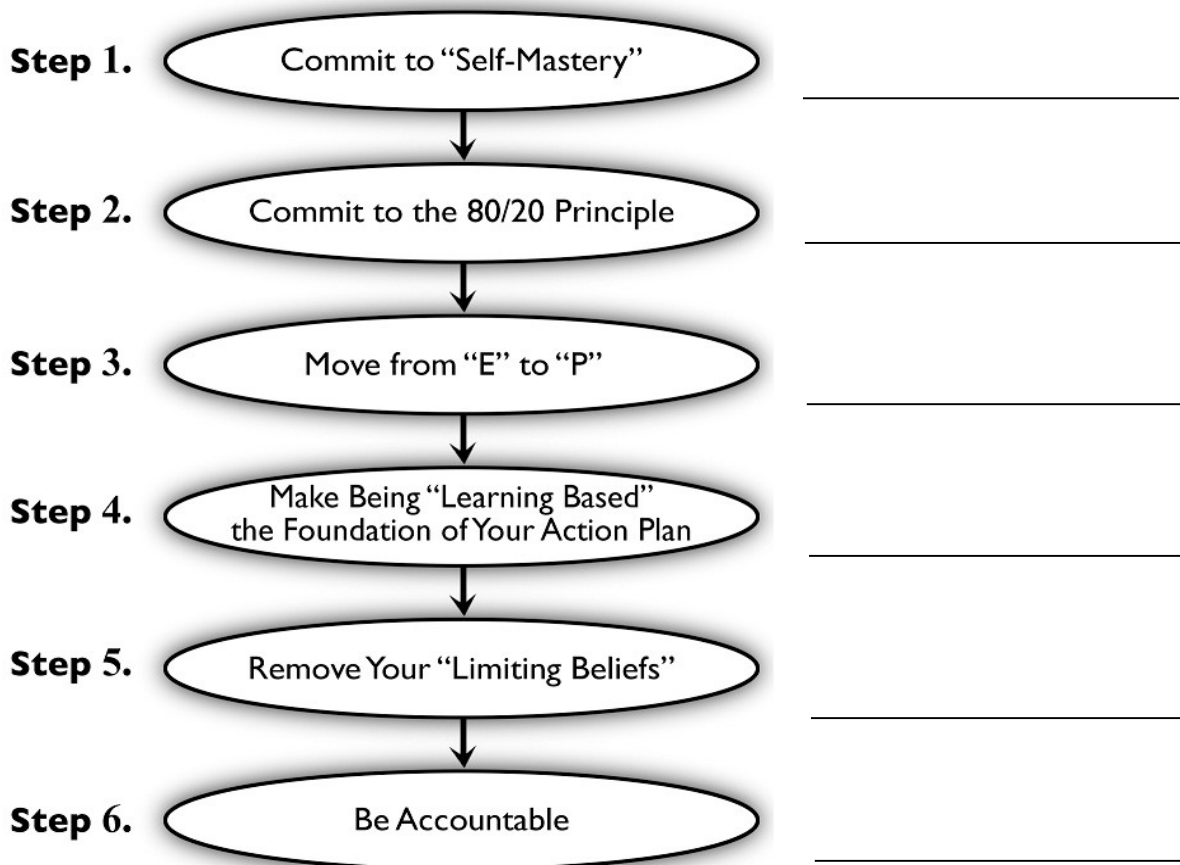 Step 1. Commit to “Self-Mastery”
Step 2. Commit to the 80/20 Principle
Step 3. Move from “E” to “P”
Step 4. Make Being “Learning Based”
the Foundation of Your Action Plan
Step 5. Remove Your “Limiting Beliefs”
Step 6. Be Accountable